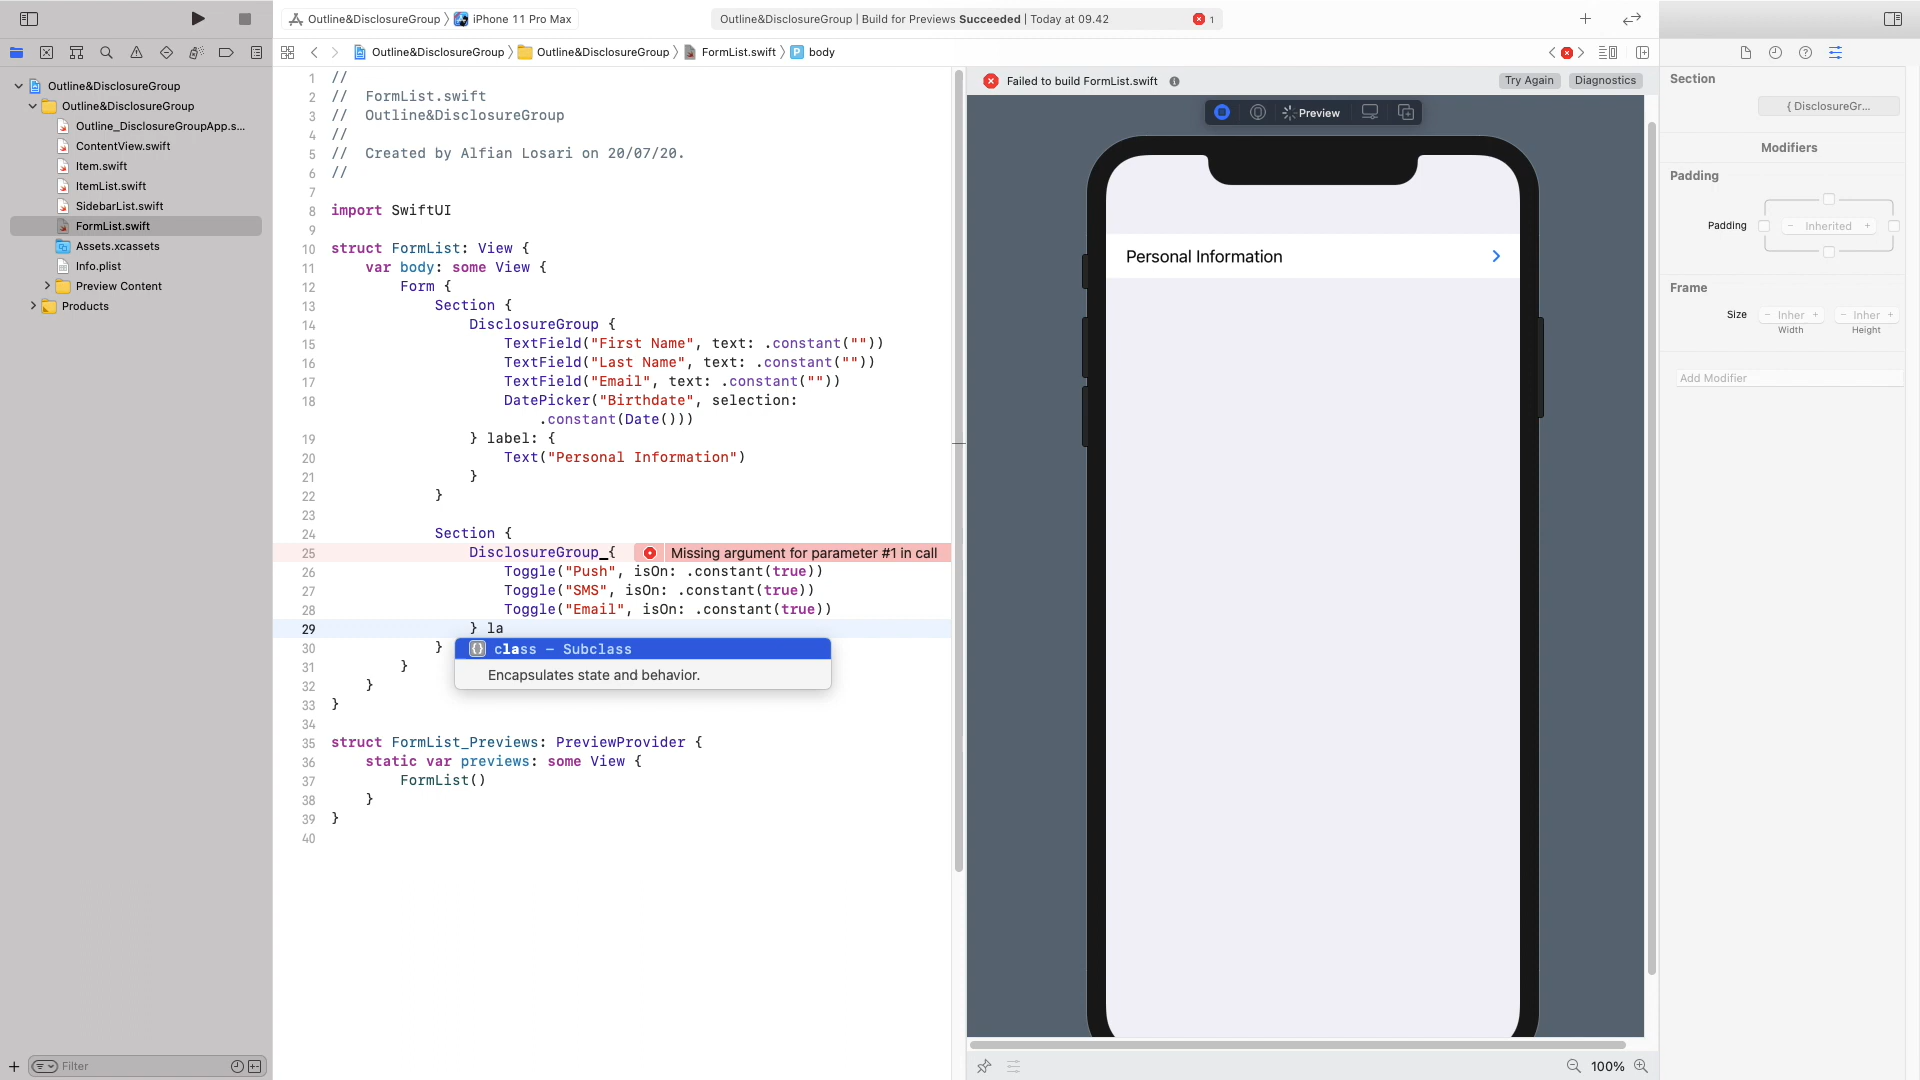 Outline&DisclosureGroup
iPhone 11 Pro Max
Outline&DisclosureGroup | Build for Previews Succeeded | Today at 09.42
1
Outline&DisclosureGroup
Outline&DisclosureGroup
FormList.swift
P
body
Outline&DisclosureGroup
Outline&DisclosureGroup
Outline_DisclosureGroupApp.s...
ContentView.swift
Item.swift
ItemList.swift
SidebarList.swift
FormList.swift
Assets.xcassets
Info.plist
Preview Content
Products
Filter
1 //
2 //  FormList.swift
3 //  Outline&DisclosureGroup
4 //
5 //  Created by Alfian Losari on 20/07/20.
6 //
7
8 import SwiftUI
9
10 struct FormList: View {
11     var body: some View {
12         Form {
13             Section {
14                 DisclosureGroup {
15                     TextField("First Name", text: .constant(""))
16                     TextField("Last Name", text: .constant(""))
17                     TextField("Email", text: .constant(""))
18                     DatePicker("Birthdate", selection:
.constant(Date()))
19                 } label: {
20                     Text("Personal Information")
21                 }
22             }
23
24             Section {
25                 DisclosureGroup {     Missing argument for parameter #1 in call
26                     Toggle("Push", isOn: .constant(true))
27                     Toggle("SMS", isOn: .constant(true))
28                     Toggle("Email", isOn: .constant(true))
29                 } la
30             }
31         }
32     }
33 }
34
35 struct FormList_Previews: PreviewProvider {
36     static var previews: some View {
37         FormList()
38     }
39 }
40
{} class — Subclass
Encapsulates state and behavior.
Failed to build FormList.swift
Try Again
Diagnostics
Preview
Personal Information
100%
Section
{ DisclosureGr...
Modifiers
Padding
Padding
− Inherited +
Frame
Size
− Inher +
− Inher +
Width
Height
Add Modifier